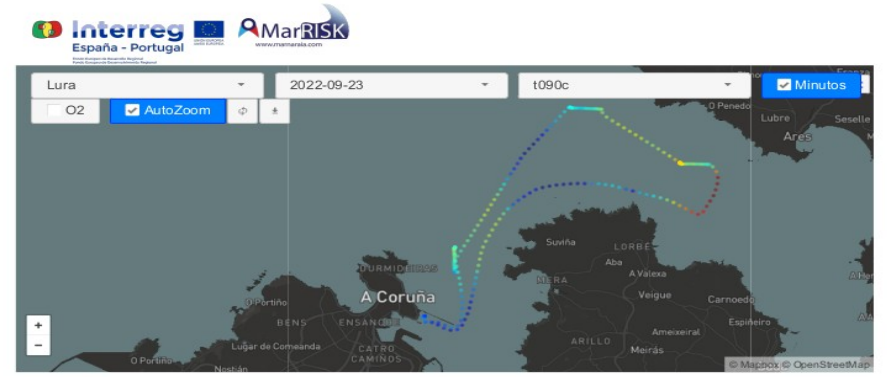 Interreg
España - Portugal
MarRISK
www.marnaraia.com
Lura
2022-09-23
t090c
Minutos
O2
AutoZoom
O Penedo
Lubre
Seselle
Ares
Suviña
LORBÉ
Aba
A Valexa
MERA
Veigue
Carnoedo
A Coruña
O Portiño
BENS
ENSANCHE
Espiñeiro
Ameixeiral
ARILLO
Meirás
Lugar de Comeanda
CATRO
CAMIÑOS
O Portiño
Nostián
+
−
© Mapbox © OpenStreetMap